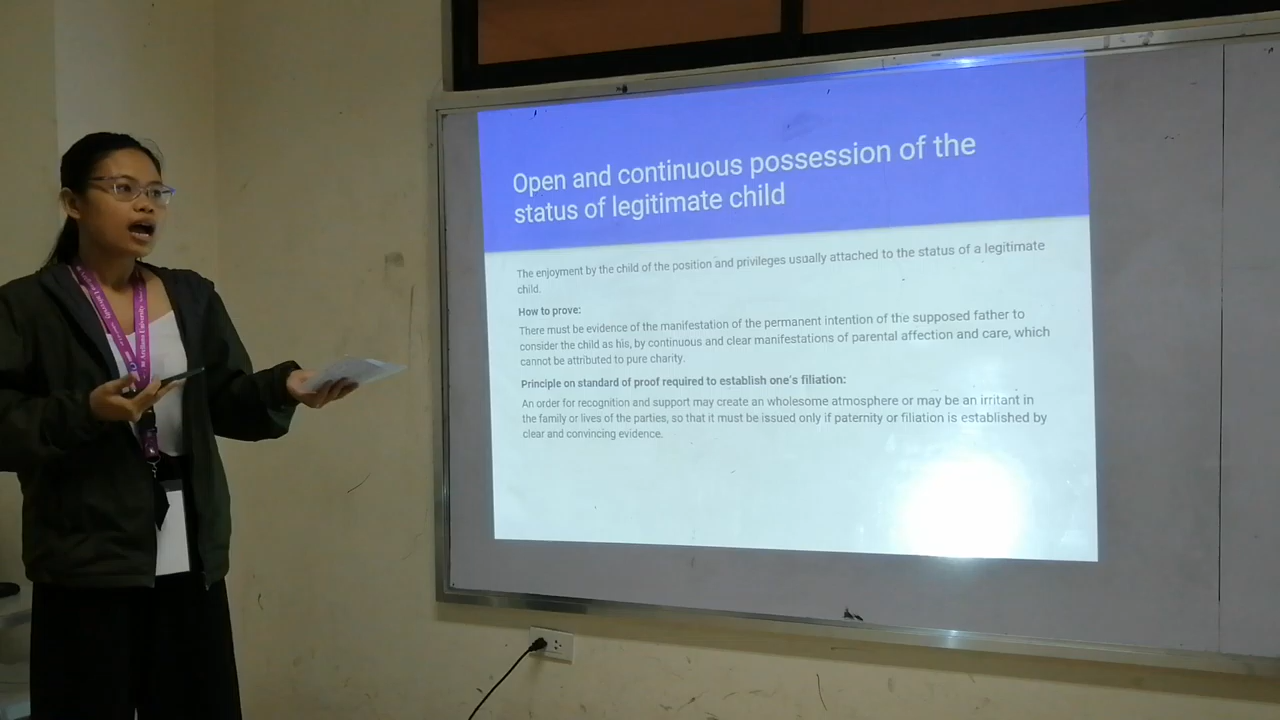 Open and continuous possession of the
status of legitimate child
The enjoyment by the child of the position and privileges usually attached to the status of a legitimate
child.
How to prove:
There must be evidence of the manifestation of the permanent intention of the supposed father to
consider the child as his, by continuous and clear manifestations of parental affection and care, which
cannot be attributed to pure charity.
Principle on standard of proof required to establish one's filiation:
An order for recognition and support may create an wholesome atmosphere or may be an irritant in
the family or lives of the parties, so that it must be issued only if paternity or filiation is established by
clear and convincing evidence.
University
Arellano University